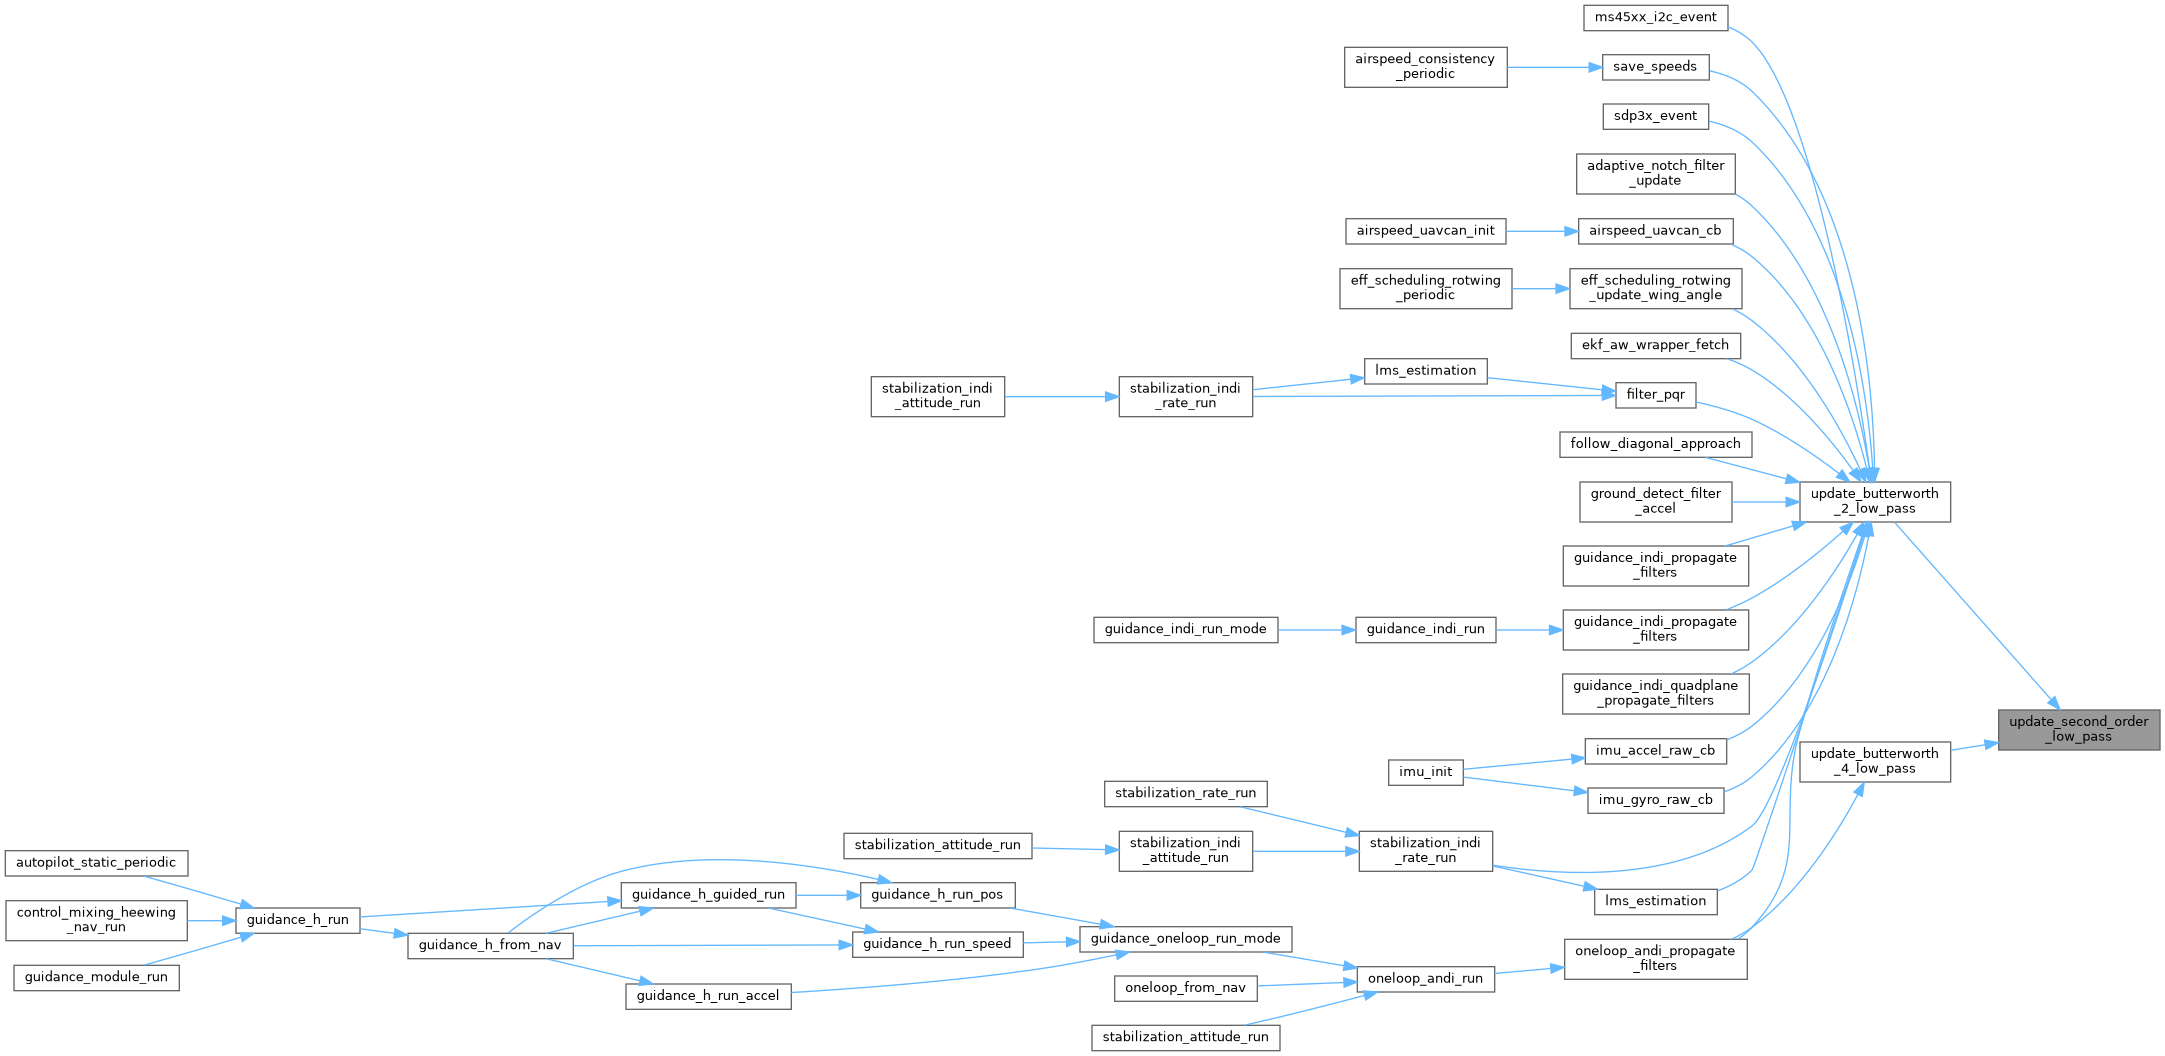 ms45xx_i2c_event
airspeed_consistency
_periodic
save_speeds
sdp3x_event
adaptive_notch_filter
_update
airspeed_uavcan_init
airspeed_uavcan_cb
eff_scheduling_rotwing
_periodic
eff_scheduling_rotwing
_update_wing_angle
ekf_aw_wrapper_fetch
stabilization_indi
_attitude_run
stabilization_indi
_rate_run
lms_estimation
filter_pqr
follow_diagonal_approach
ground_detect_filter
_accel
update_butterworth
_2_low_pass
guidance_indi_propagate
_filters
guidance_indi_run_mode
guidance_indi_run
guidance_indi_propagate
_filters
guidance_indi_quadplane
_propagate_filters
update_second_order
_low_pass
imu_accel_raw_cb
update_butterworth
_4_low_pass
imu_init
imu_gyro_raw_cb
stabilization_rate_run
stabilization_attitude_run
stabilization_indi
_attitude_run
stabilization_indi
_rate_run
lms_estimation
autopilot_static_periodic
control_mixing_heewing
_nav_run
guidance_module_run
guidance_h_run
guidance_h_from_nav
guidance_h_guided_run
guidance_h_run_pos
guidance_h_run_speed
guidance_h_run_accel
guidance_oneloop_run_mode
oneloop_from_nav
stabilization_attitude_run
oneloop_andi_run
oneloop_andi_propagate
_filters